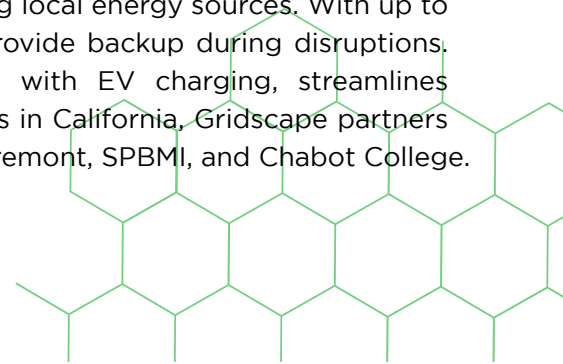 g local energy sources. With up to
rovide backup during disruptions.
with EV charging, streamlines
s in California, Gridscape partners
remont, SPBMI, and Chabot College.